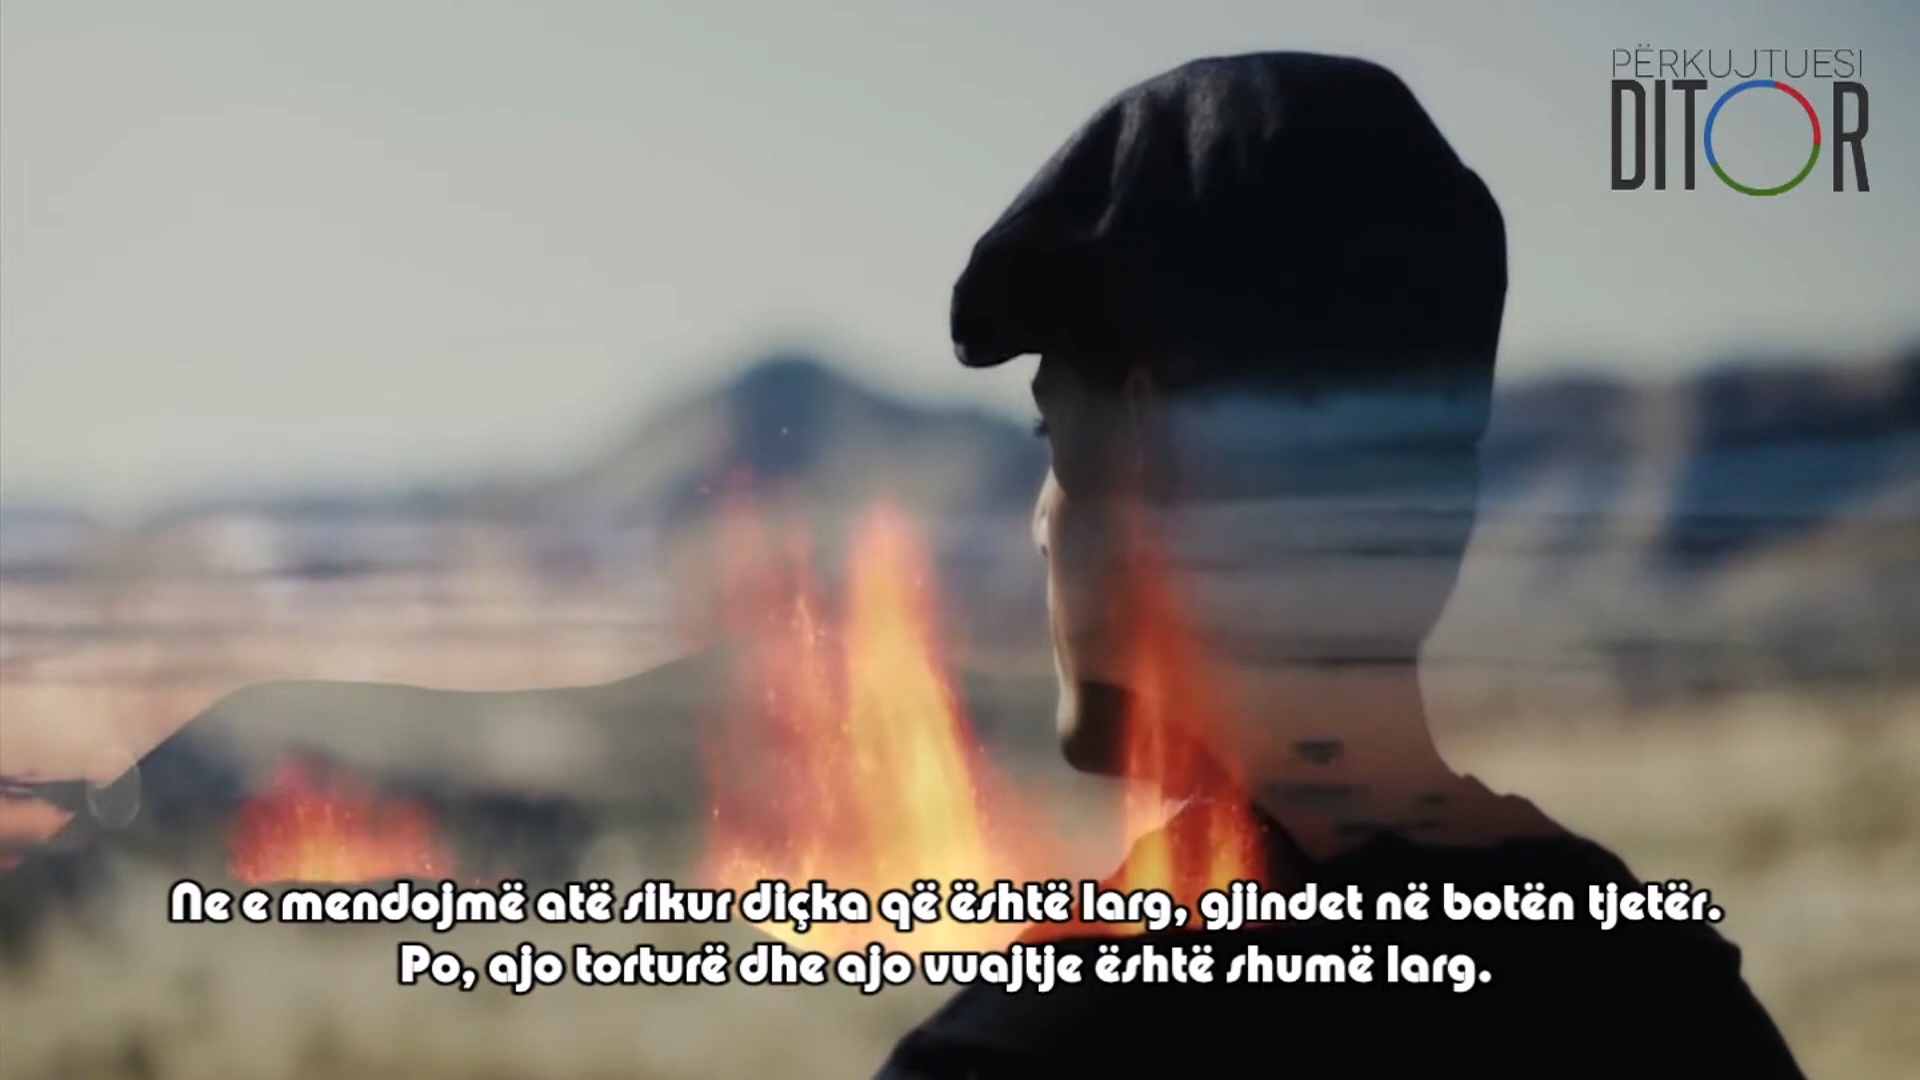 PËRKUJTUESI
DITOR
Ne e mendojmë atë sikur diçka që është larg, gjindet në botën tjetër.
Po, ajo torturë dhe ajo vuajtje është shumë larg.